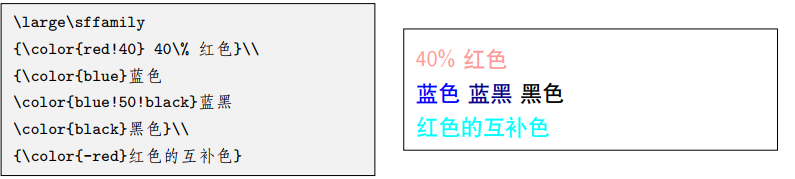 \large\sffamily
{\color{red!40} 40\% 红色}\\
{\color{blue}蓝色
\color{blue!50!black}蓝黑
\color{black}黑色}\\
{\color{-red}红色的互补色}
40% 红色
蓝色 蓝黑 黑色
红色的互补色